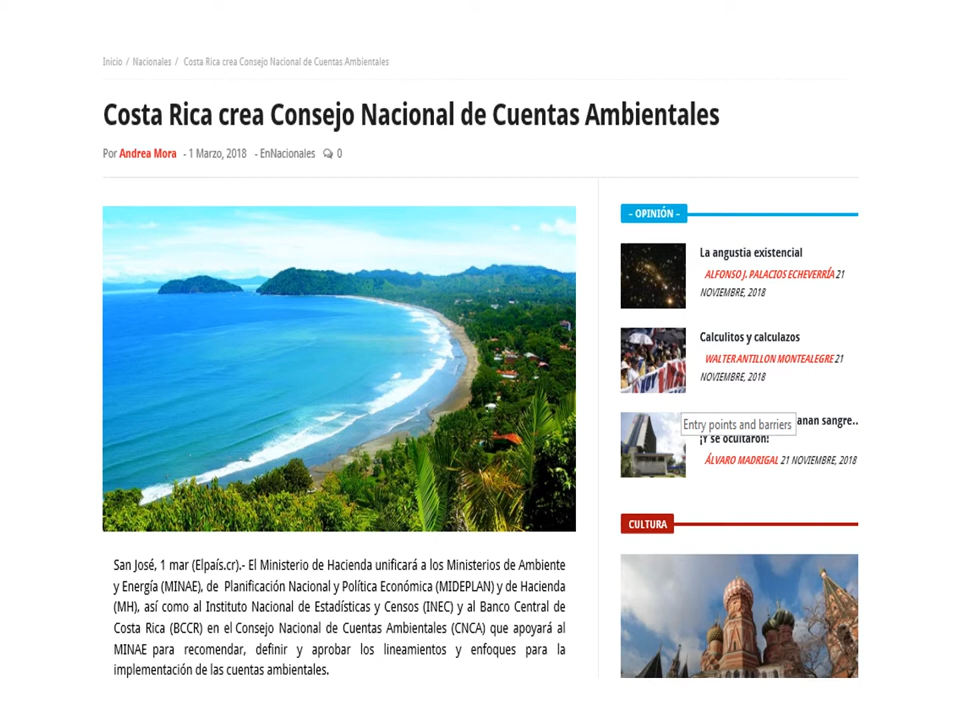 Inicio / Nacionales / Costa Rica crea Consejo Nacional de Cuentas Ambientales
Costa Rica crea Consejo Nacional de Cuentas Ambientales
Por Andrea Mora - 1 Marzo, 2018 - EnNacionales 0
San José, 1 mar (Elpaís.cr).- El Ministerio de Hacienda unificará a los Ministerios de Ambiente
y Energía (MINAE), de Planificación Nacional y Política Económica (MIDEPLAN) y de Hacienda
(MH), así como al Instituto Nacional de Estadísticas y Censos (INEC) y al Banco Central de
Costa Rica (BCCR) en el Consejo Nacional de Cuentas Ambientales (CNCA) que apoyará al
MINAE para recomendar, definir y aprobar los lineamientos y enfoques para la
implementación de las cuentas ambientales.
– OPINIÓN –
La angustia existencial
ALFONSO J. PALACIOS ECHEVERRÍA 21
NOVIEMBRE, 2018
Calculitos y calculazos
WALTER ANTILLON MONTEALEGRE 21
NOVIEMBRE, 2018
Entry points and barriers anan sangre..
¡Y se ocultaron!
ÁLVARO MADRIGAL 21 NOVIEMBRE, 2018
CULTURA